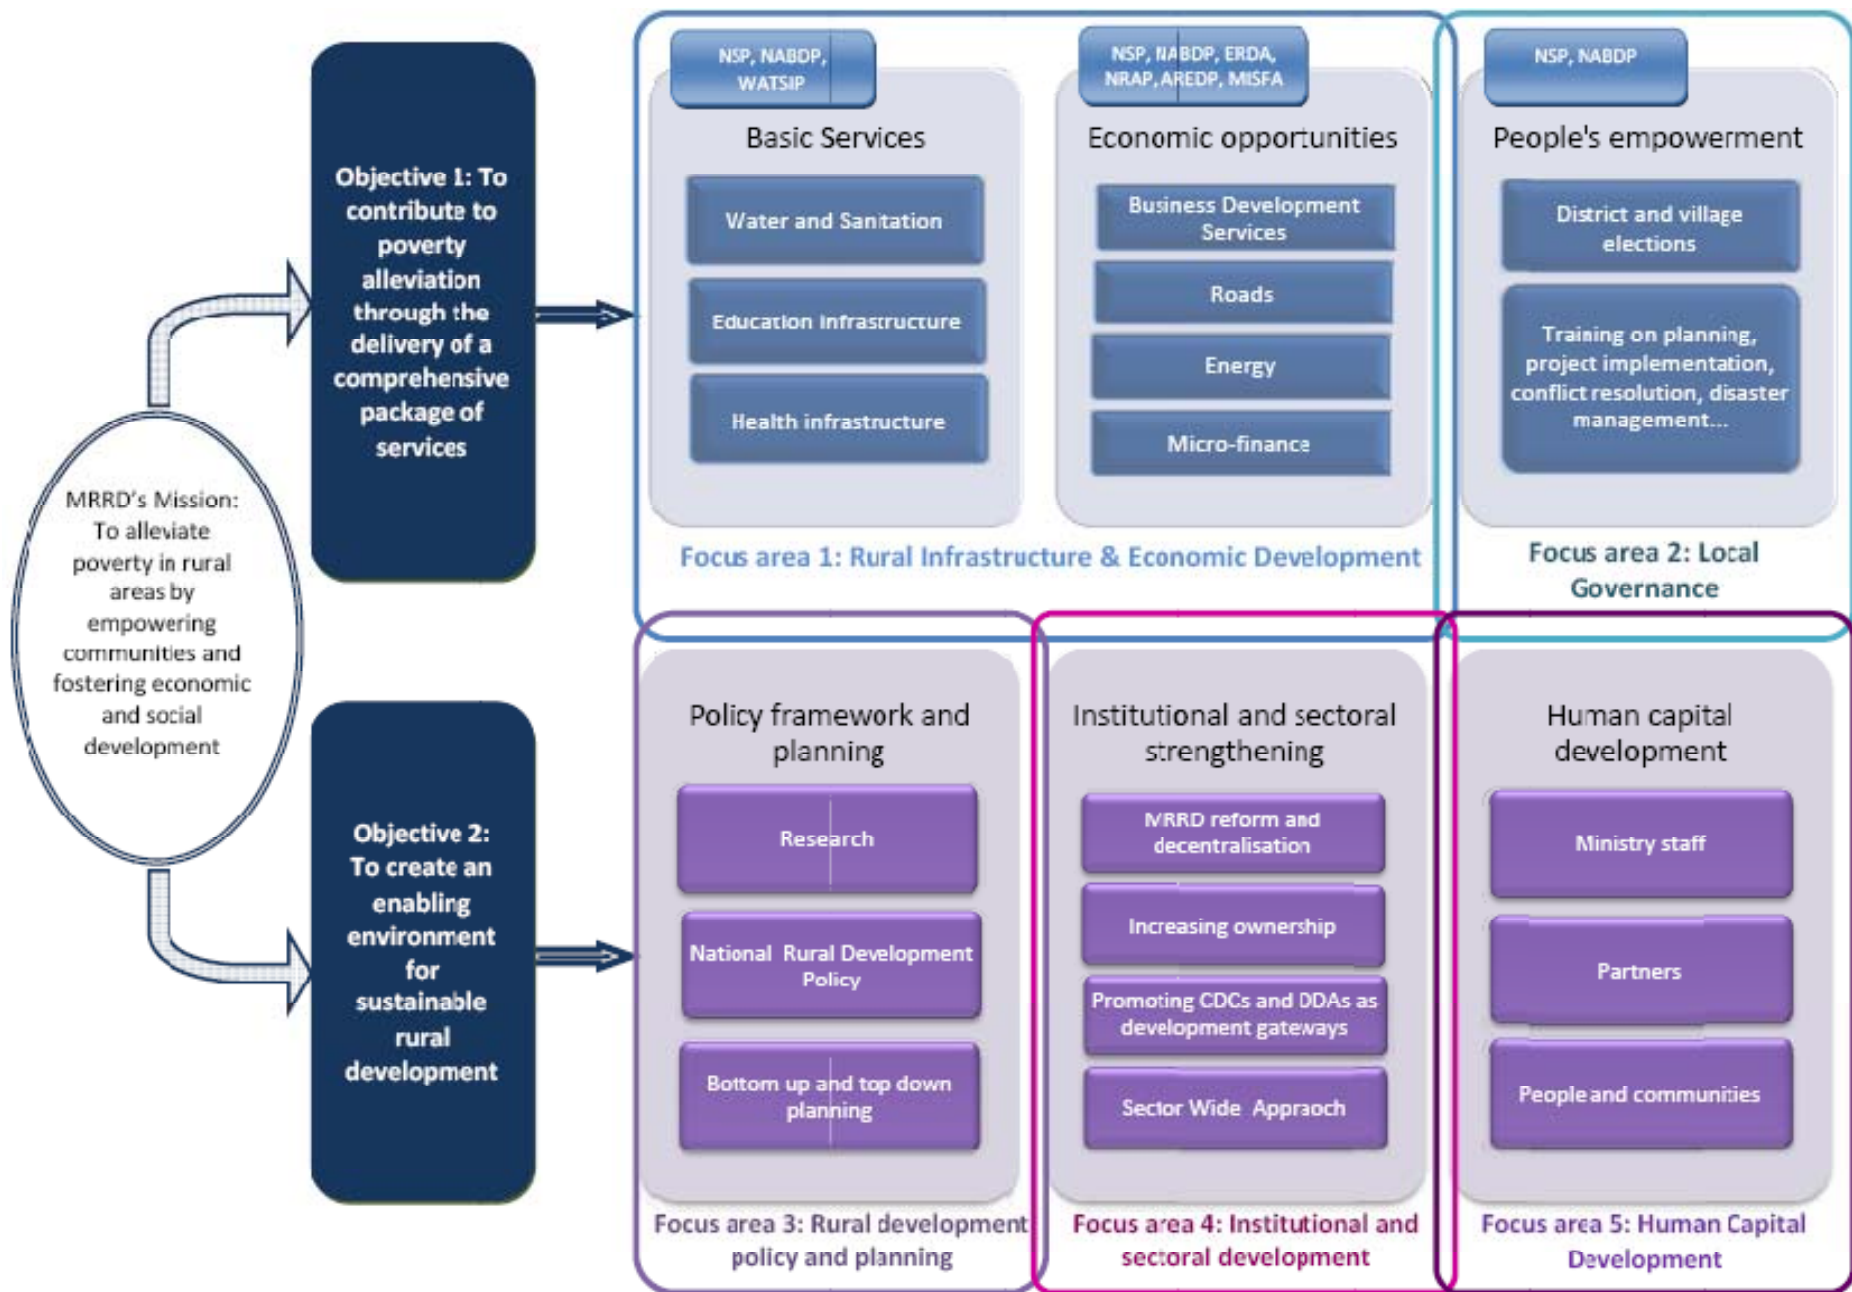 MRRD's Mission:
To alleviate
poverty in rural
areas by
empowering
communities and
fostering economic
and social
development
Objective 1: To
contribute to
poverty
alleviation
through the
delivery of a
comprehensive
package of
services
NSP, NABDP,
WATSIP
Basic Services
Water and Sanitation
Education infrastructure
Health infrastructure
NSP, NABDP, ERDA,
NRAP, AREDP, MISFA
Economic opportunities
Business Development
Services
Roads
Energy
Micro-finance
Focus area 1: Rural Infrastructure & Economic Development
NSP, NABDP
People's empowerment
District and village
elections
Training on planning,
project implementation,
conflict resolution, disaster
management...
Focus area 2: Local
Governance
Objective 2:
To create an
enabling
environment
for
sustainable
rural
development
Policy framework and
planning
Research
National Rural Development
Policy
Bottom up and top down
planning
Focus area 3: Rural development
policy and planning
Institutional and sectoral
strengthening
MRRD reform and
decentralisation
Increasing ownership
Promoting CDCs and DDAs as
development gateways
Sector Wide Appraoch
Focus area 4: Institutional and
sectoral development
Human capital
development
Ministry staff
Partners
People and communities
Focus area 5: Human Capital
Development